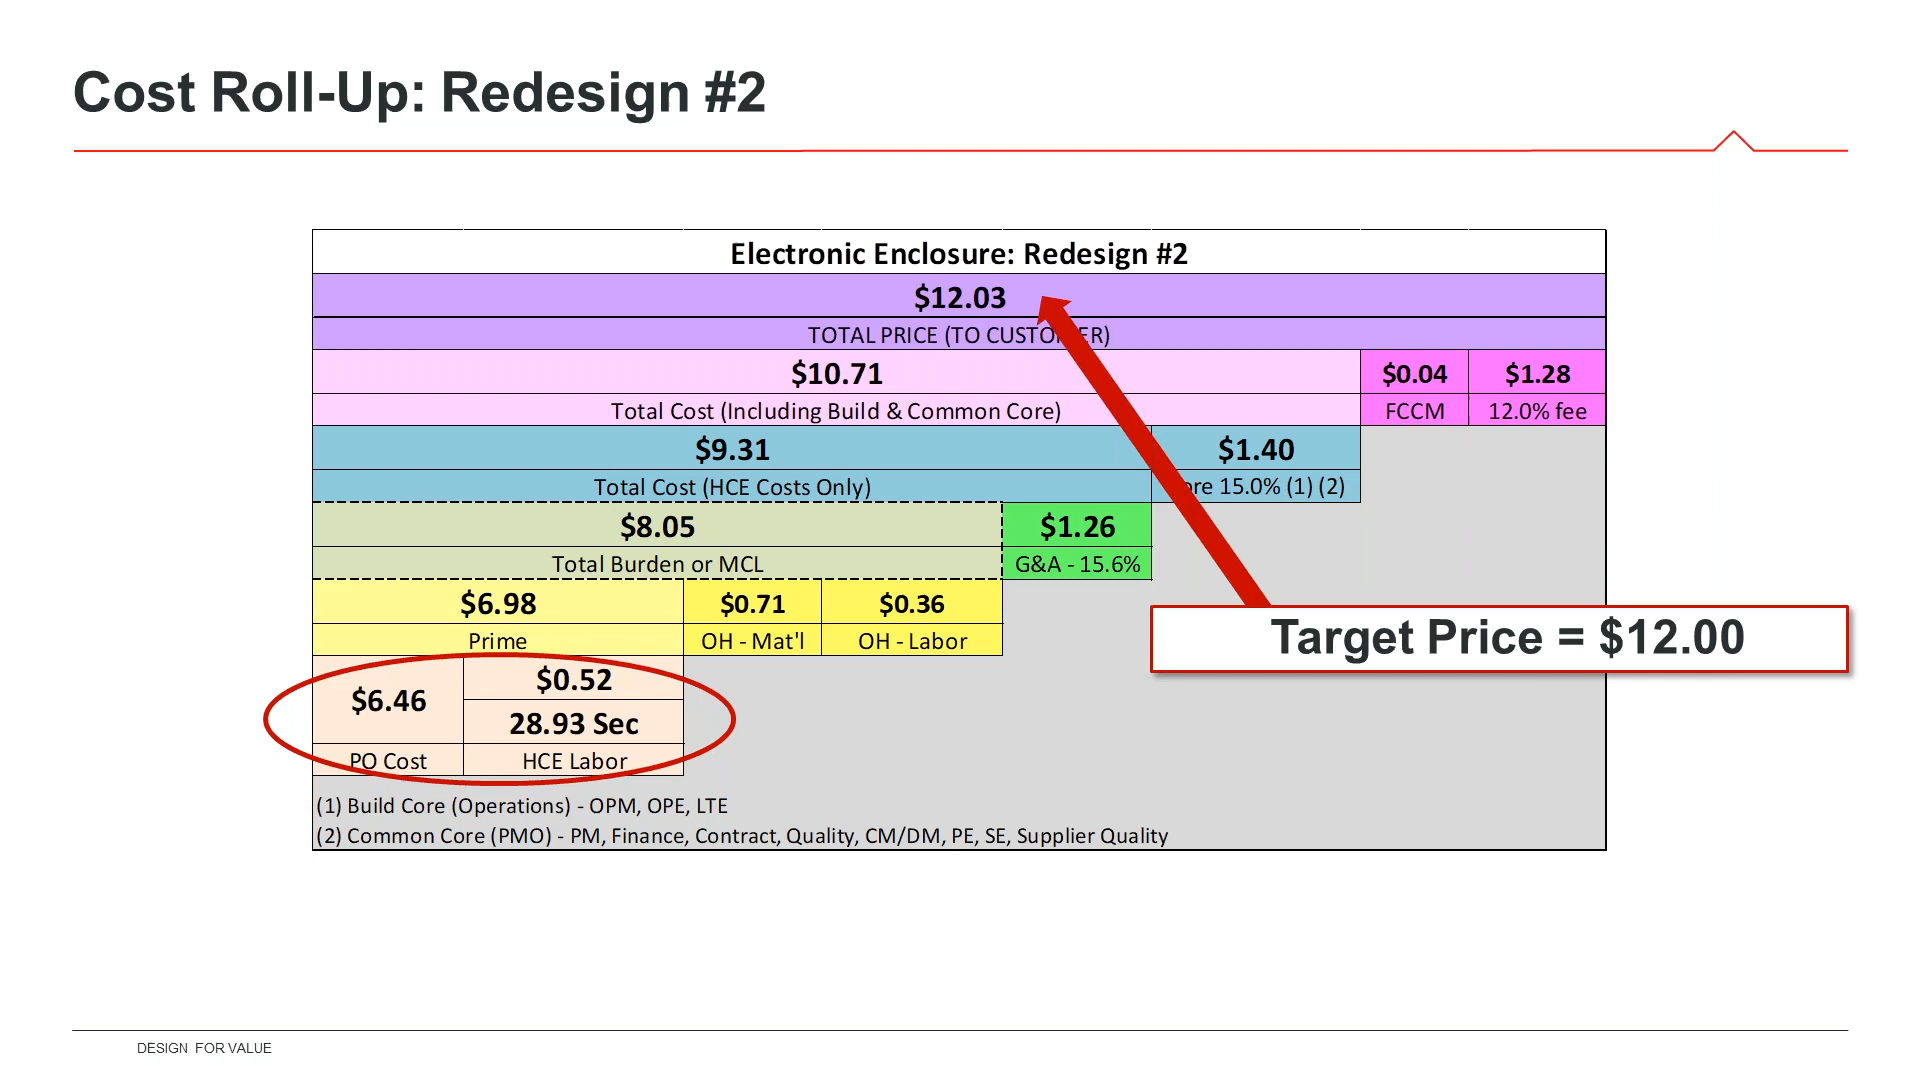 Cost Roll-Up: Redesign #2
Electronic Enclosure: Redesign #2
$12.03
TOTAL PRICE (TO CUSTOMER)
$10.71 $0.04 $1.28
Total Cost (Including Build & Common Core) FCCM 12.0% fee
$9.31 $1.40
Total Cost (HCE Costs Only) 15.0% (1) (2)
$8.05 $1.26
Total Burden or MCL G&A - 15.6%
$6.98 $0.71 $0.36
Prime OH - Mat'l OH - Labor
Target Price = $12.00
$6.46 $0.52
28.93 Sec
PO Cost HCE Labor
(1) Build Core (Operations) - OPM, OPE, LTE
(2) Common Core (PMO) - PM, Finance, Contract, Quality, CM/DM, PE, SE, Supplier Quality
DESIGN FOR VALUE